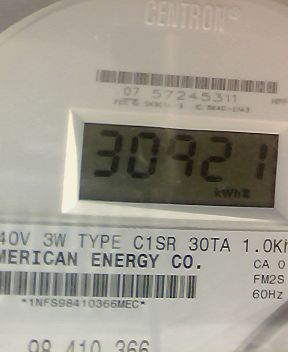 CENTRON®
07 57245311
30921
kWh
40V 3W TYPE C1SR 30TA 1.0Kh
MERICAN ENERGY CO.
CA 0
FM2S
*1NFS98410366MEC*
60Hz
98 410 366